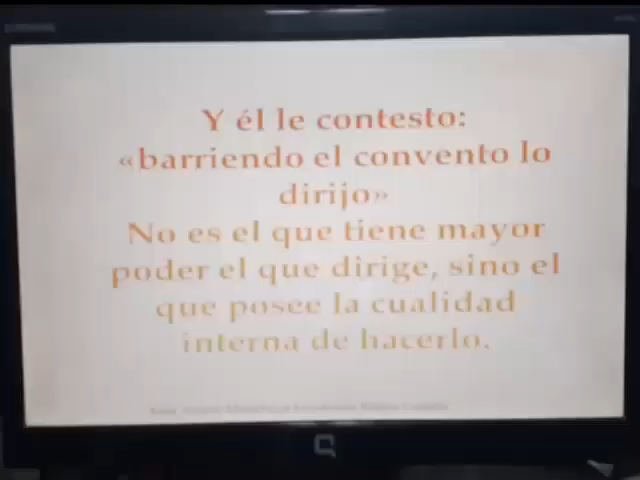 Y él le contesto:
«barriendo el convento lo
dirijo»
No es el que tiene mayor
poder el que dirige, sino el
que posee la cualidad
interna de hacerlo.